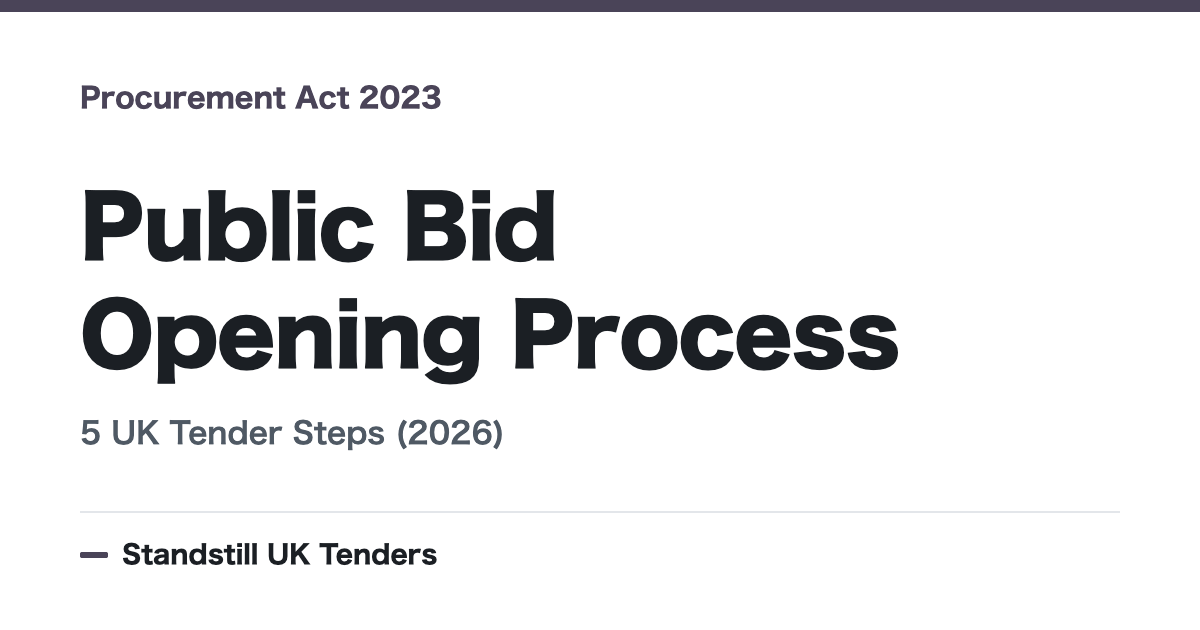 Procurement Act 2023
Public Bid
Opening Process
5 UK Tender Steps (2026)
Standstill UK Tenders